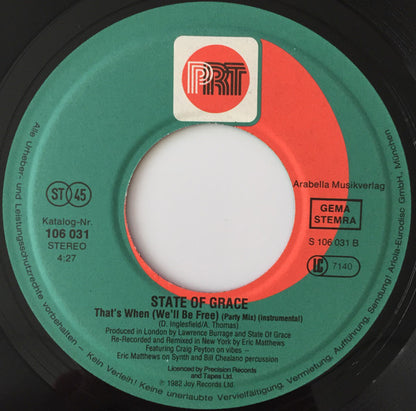 PRT
Arabella Musikverlag
ST 45
GEMA
STEMRA
Katalog-Nr.
106 031
STEREO
4:27
S 106 031 B
LC 7140
STATE OF GRACE
That's When (We'll Be Free) (Party Mix) (instrumental)
(D. Inglesfield/A. Thomas)
Produced in London by Lawrence Burrage and State Of Grace
Re-Recorded and Remixed in New York by Eric Matthews
Featuring Craig Peyton on vibes –
Eric Matthews on Synth and Bill Chealano percussion
Licenced by Precision Records
and Tapes Ltd.
℗ 1982 Joy Records Ltd.
Alle Urheber- und Leistungsschutzrechte vorbehalten – Kein Verleih! Keine unerlaubte Vervielfältigung, Vermietung, Aufführung, Sendung! Ariola-Eurodisc GmbH, München